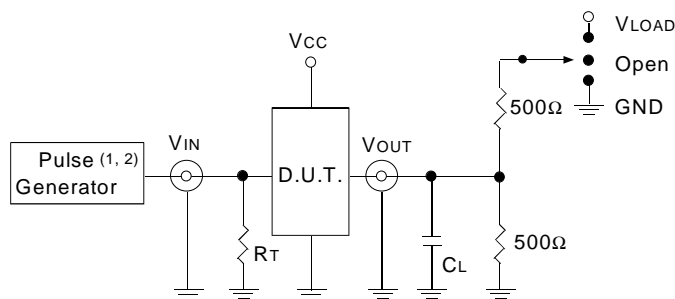 VLOAD
VCC
Open
500Ω
GND
VIN
VOUT
Pulse (1, 2)
Generator
D.U.T.
RT
CL
500Ω